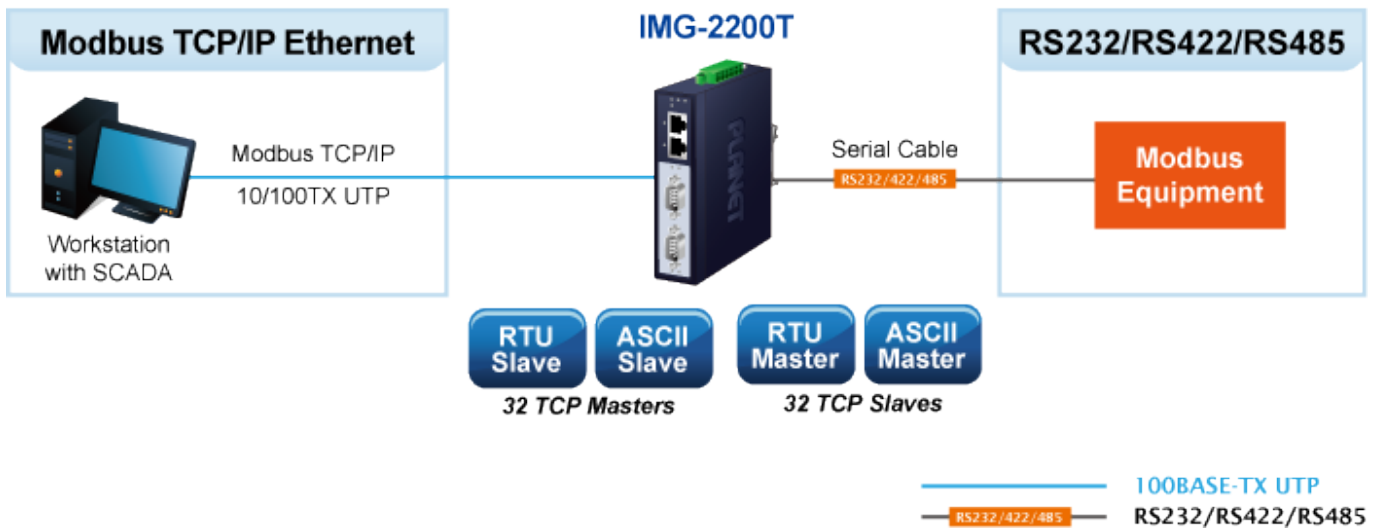 Modbus TCP/IP Ethernet
IMG-2200T
RS232/RS422/RS485
Modbus TCP/IP
10/100TX UTP
Workstation
with SCADA
PLANET
Serial Cable
RS232/422/485
Modbus
Equipment
RTU
Slave
ASCII
Slave
RTU
Master
ASCII
Master
32 TCP Masters
32 TCP Slaves
100BASE-TX UTP
RS232/422/485
RS232/RS422/RS485